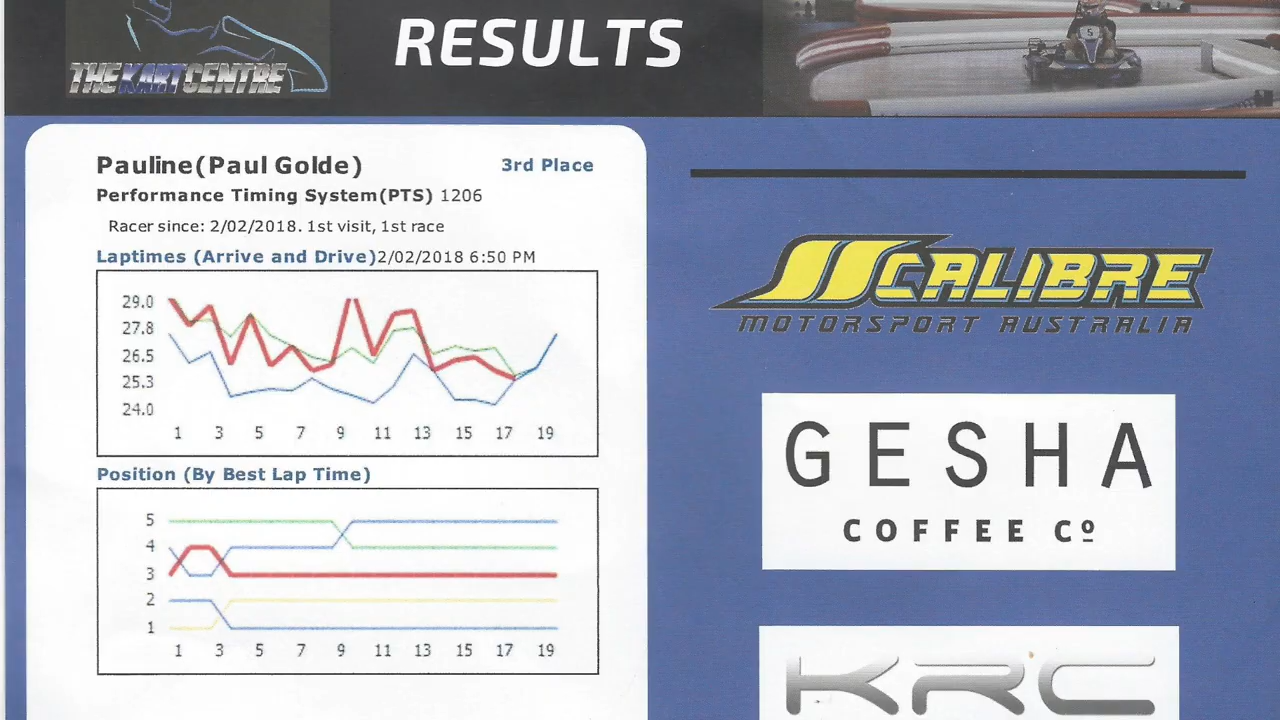 THE KART CENTRE
RESULTS
5
Pauline(Paul Golde)
3rd Place
Performance Timing System(PTS) 1206
Racer since: 2/02/2018. 1st visit, 1st race
Laptimes (Arrive and Drive)2/02/2018 6:50 PM
29.0
27.8
26.5
25.3
24.0
1 3 5 7 9 11 13 15 17 19
Position (By Best Lap Time)
5
4
3
2
1
1 3 5 7 9 11 13 15 17 19
CALIBRE
MOTORSPORT AUSTRALIA
GESHA
COFFEE Cº
KRC